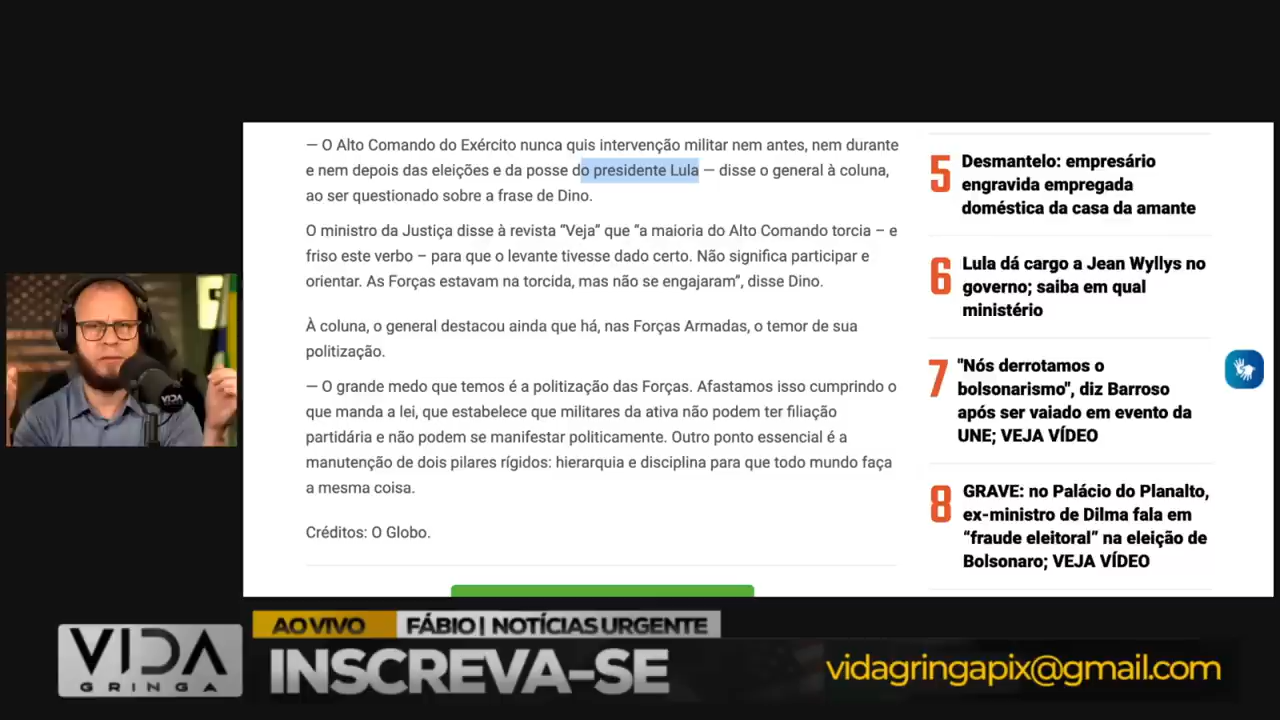 — O Alto Comando do Exército nunca quis intervenção militar nem antes, nem durante
e nem depois das eleições e da posse do presidente Lula — disse o general à coluna,
ao ser questionado sobre a frase de Dino.
O ministro da Justiça disse à revista “Veja” que “a maioria do Alto Comando torcia – e
friso este verbo – para que o levante tivesse dado certo. Não significa participar e
orientar. As Forças estavam na torcida, mas não se engajaram”, disse Dino.
À coluna, o general destacou ainda que há, nas Forças Armadas, o temor de sua
politização.
— O grande medo que temos é a politização das Forças. Afastamos isso cumprindo o
que manda a lei, que estabelece que militares da ativa não podem ter filiação
partidária e não podem se manifestar politicamente. Outro ponto essencial é a
manutenção de dois pilares rígidos: hierarquia e disciplina para que todo mundo faça
a mesma coisa.
Créditos: O Globo.
5 Desmantelo: empresário
engravida empregada
doméstica da casa da amante
6 Lula dá cargo a Jean Wyllys no
governo; saiba em qual
ministério
7 "Nós derrotamos o
bolsonarismo", diz Barroso
após ser vaiado em evento da
UNE; VEJA VÍDEO
8 GRAVE: no Palácio do Planalto,
ex-ministro de Dilma fala em
“fraude eleitoral” na eleição de
Bolsonaro; VEJA VÍDEO
VIDA
AO VIVO FÁBIO | NOTÍCIAS URGENTE
VIDA
GRINGA
INSCREVA-SE
vidagringapix@gmail.com